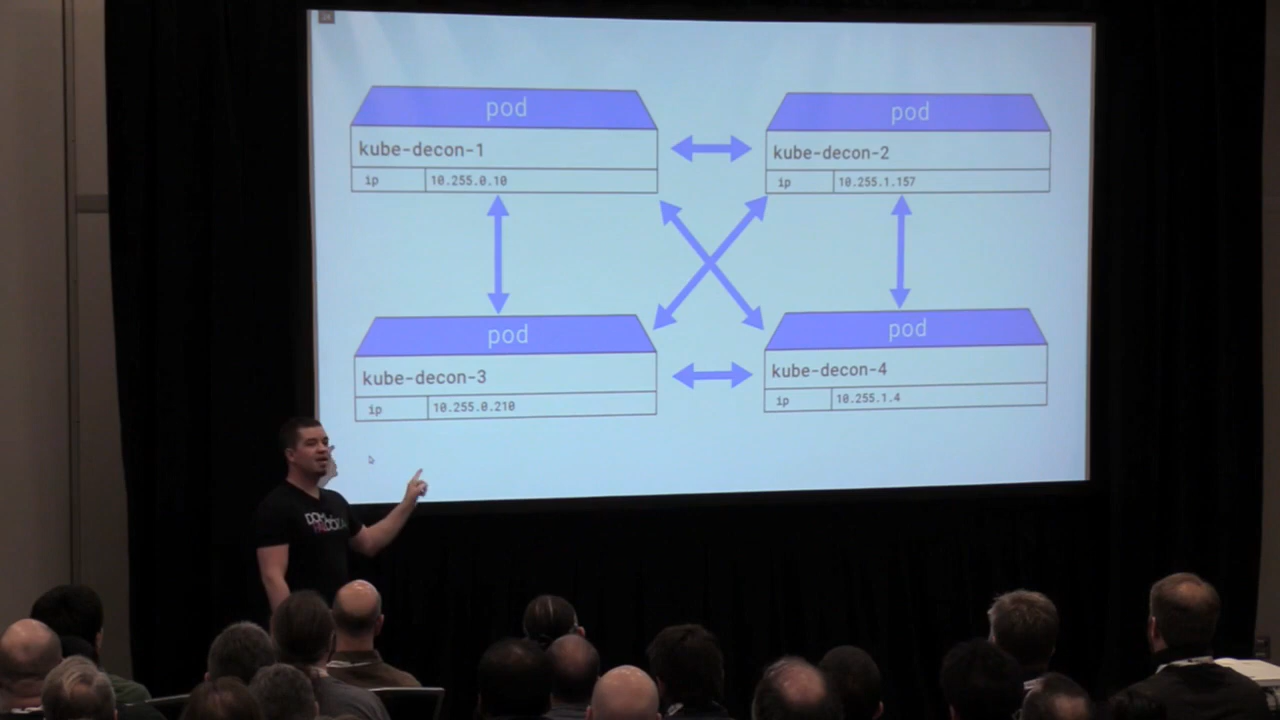 24
pod
kube-decon-1
ip 10.255.0.10
pod
kube-decon-2
ip 10.255.1.157
pod
kube-decon-3
ip 10.255.0.210
pod
kube-decon-4
ip 10.255.1.4